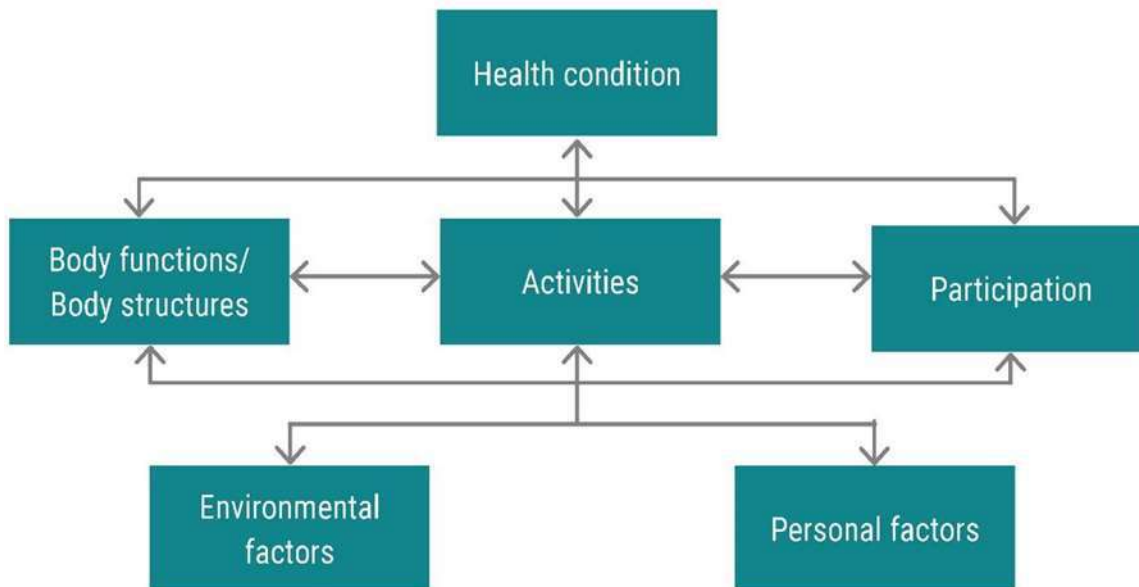 Health condition
Body functions/
Body structures
Activities
Participation
Environmental
factors
Personal factors